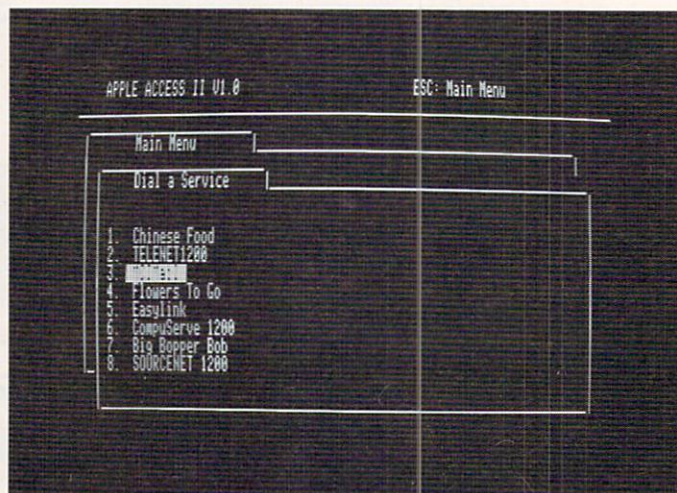 APPLE ACCESS II V1.0 ESC: Main Menu
Main Menu
Dial a Service
1. Chinese Food
2. TELENET1200
3.
4. Flowers To Go
5. Easylink
6. CompuServe 1200
7. Big Bopper Bob
8. SOURCENET 1200